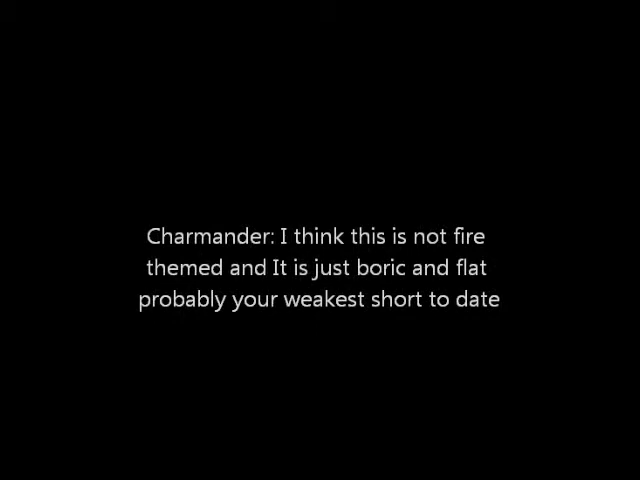 Charmander: I think this is not fire
themed and It is just boric and flat
probably your weakest short to date